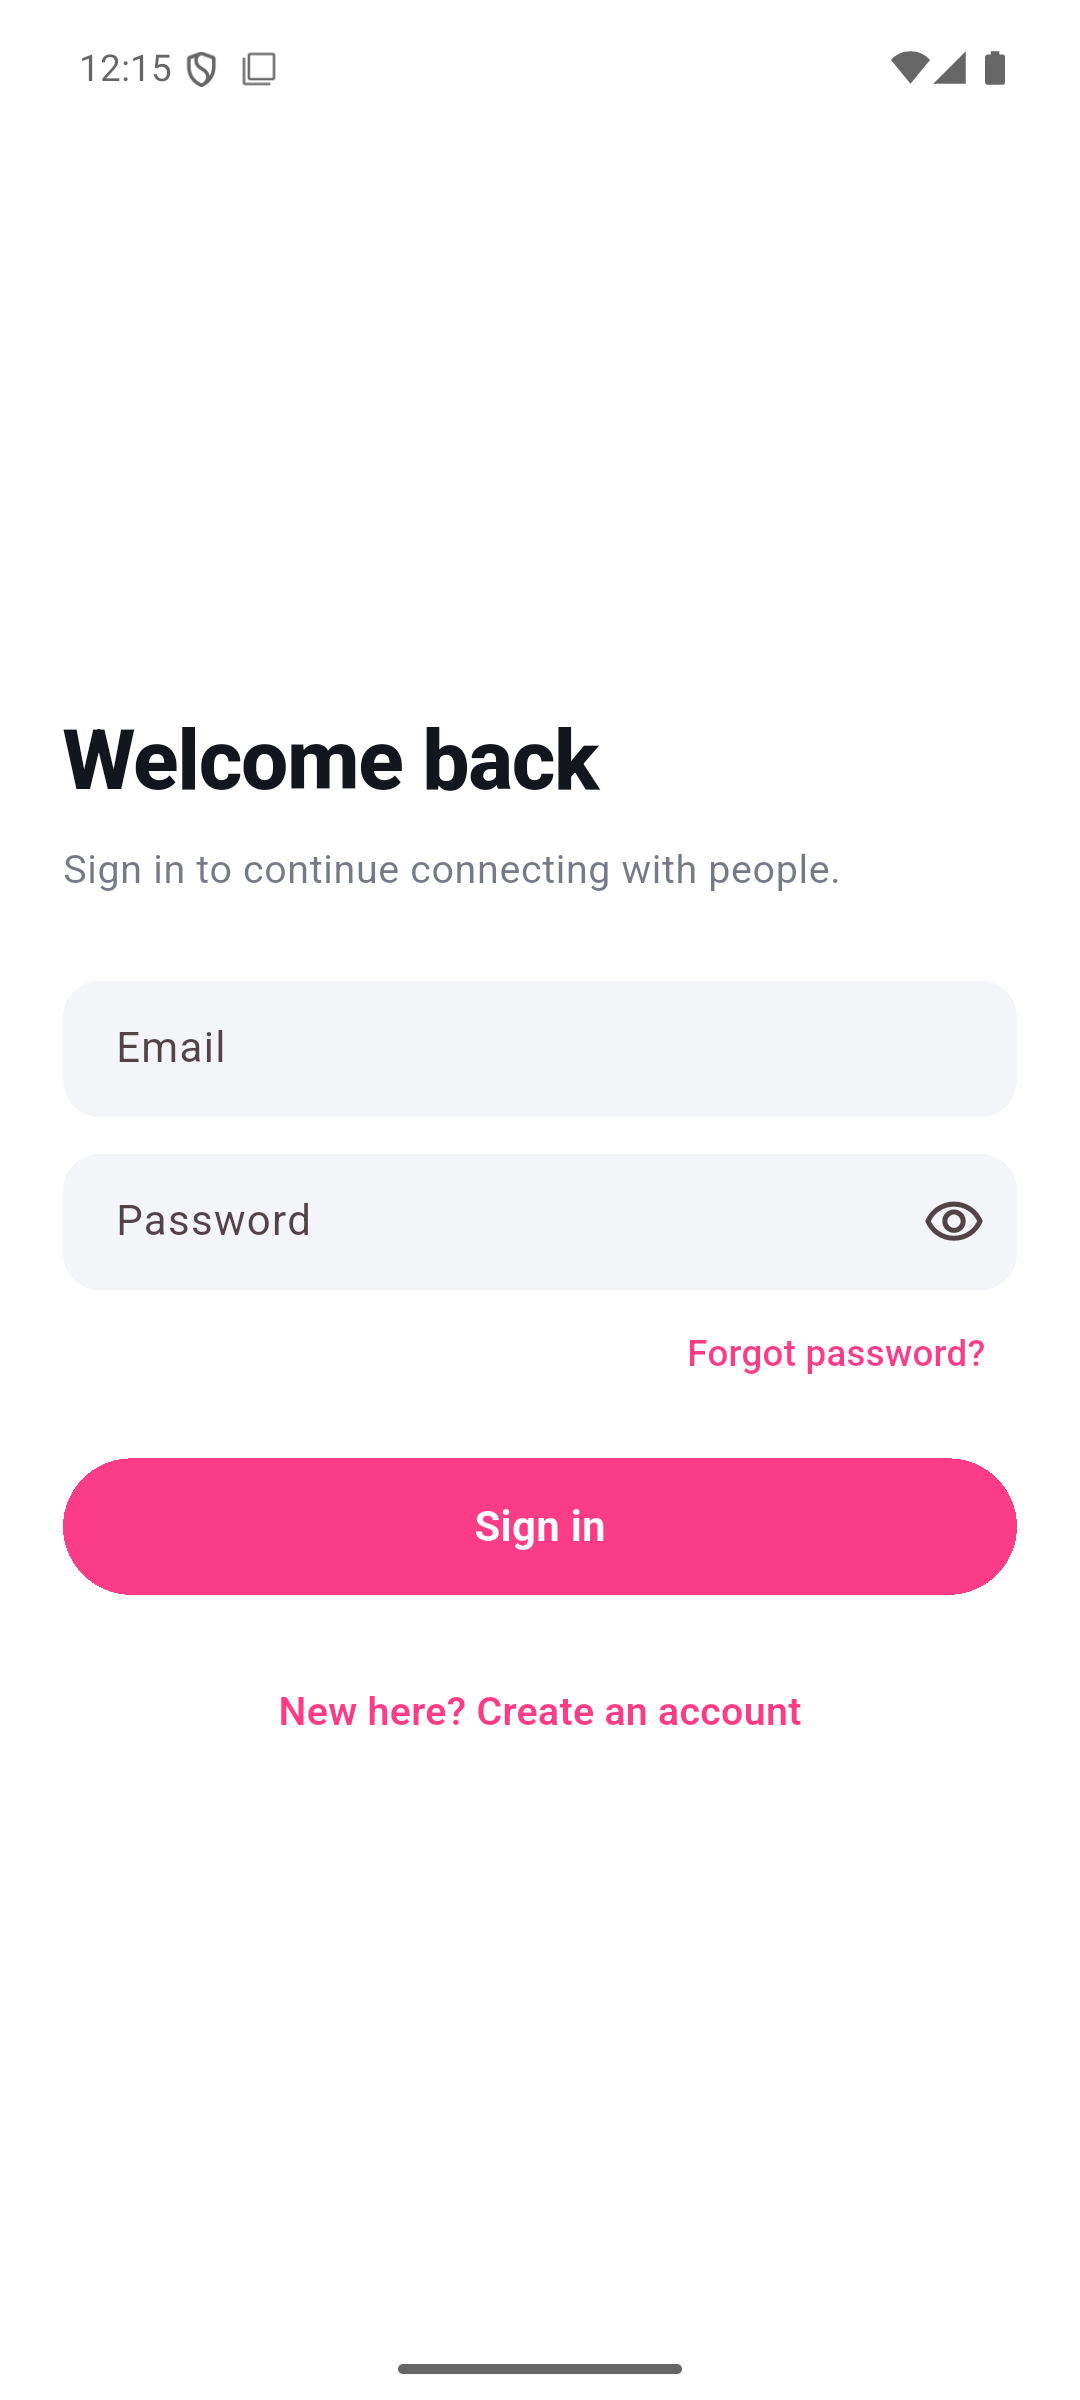 12:15
Welcome back
Sign in to continue connecting with people.
Email
Password
Forgot password?
Sign in
New here? Create an account